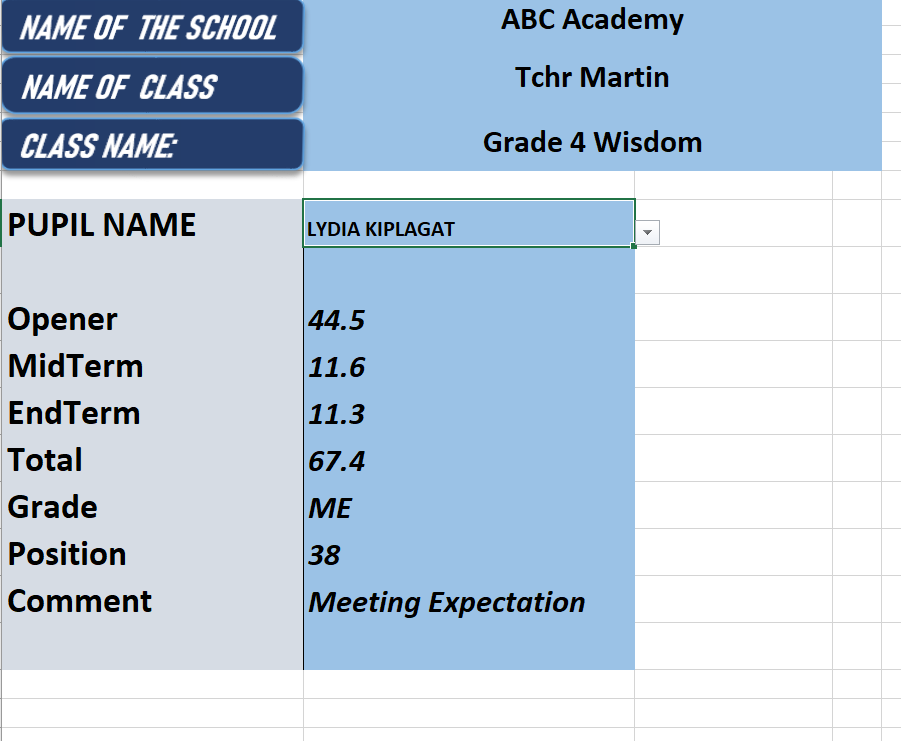 NAME OF THE SCHOOL ABC Academy
NAME OF CLASS Tchr Martin
CLASS NAME: Grade 4 Wisdom
PUPIL NAME LYDIA KIPLAGAT
Opener 44.5
MidTerm 11.6
EndTerm 11.3
Total 67.4
Grade ME
Position 38
Comment Meeting Expectation